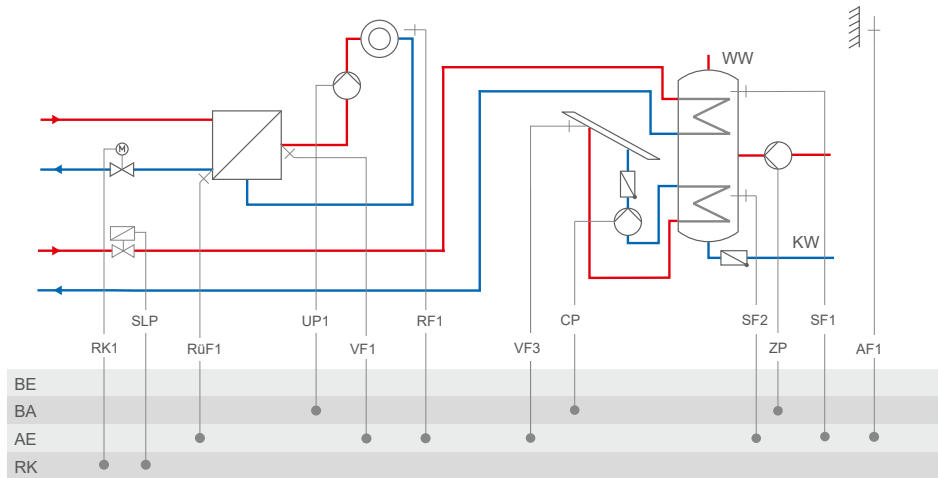 WW
M
KW
SLP
UP1
RF1
CP
SF2
SF1
RK1
RüF1
VF1
VF3
ZP
AF1
BE
BA
AE
RK